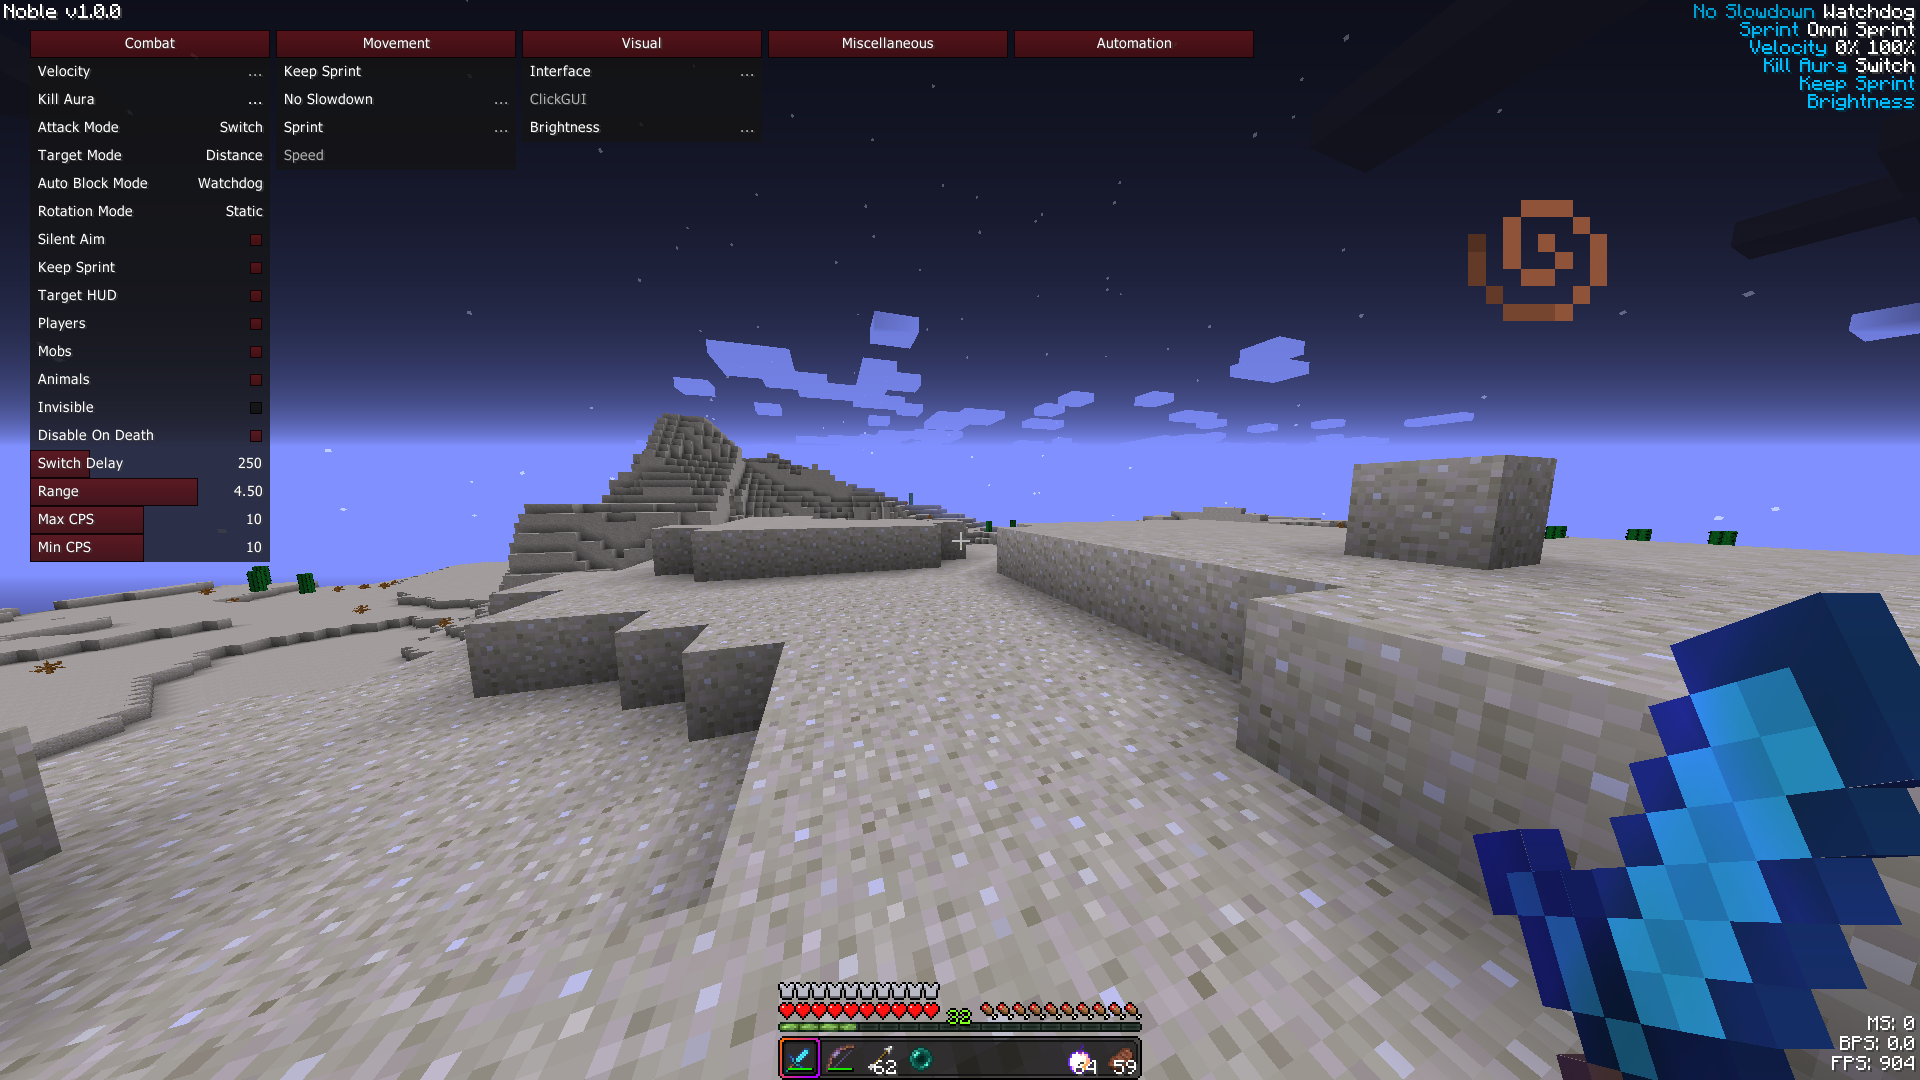 Noble v1.0.0
No Slowdown Watchdog
Sprint Omni Sprint
Velocity 0% 100%
Kill Aura Switch
Keep Sprint
Brightness
Combat
Velocity ...
Kill Aura ...
Attack Mode Switch
Target Mode Distance
Auto Block Mode Watchdog
Rotation Mode Static
Silent Aim
Keep Sprint
Target HUD
Players
Mobs
Animals
Invisible
Disable On Death
Switch Delay 250
Range 4.50
Max CPS 10
Min CPS 10
Movement
Keep Sprint
No Slowdown ...
Sprint ...
Speed
Visual
Interface ...
ClickGUI
Brightness ...
Miscellaneous
Automation
32
62
64
59
MS: 0
BPS: 0.0
FPS: 904